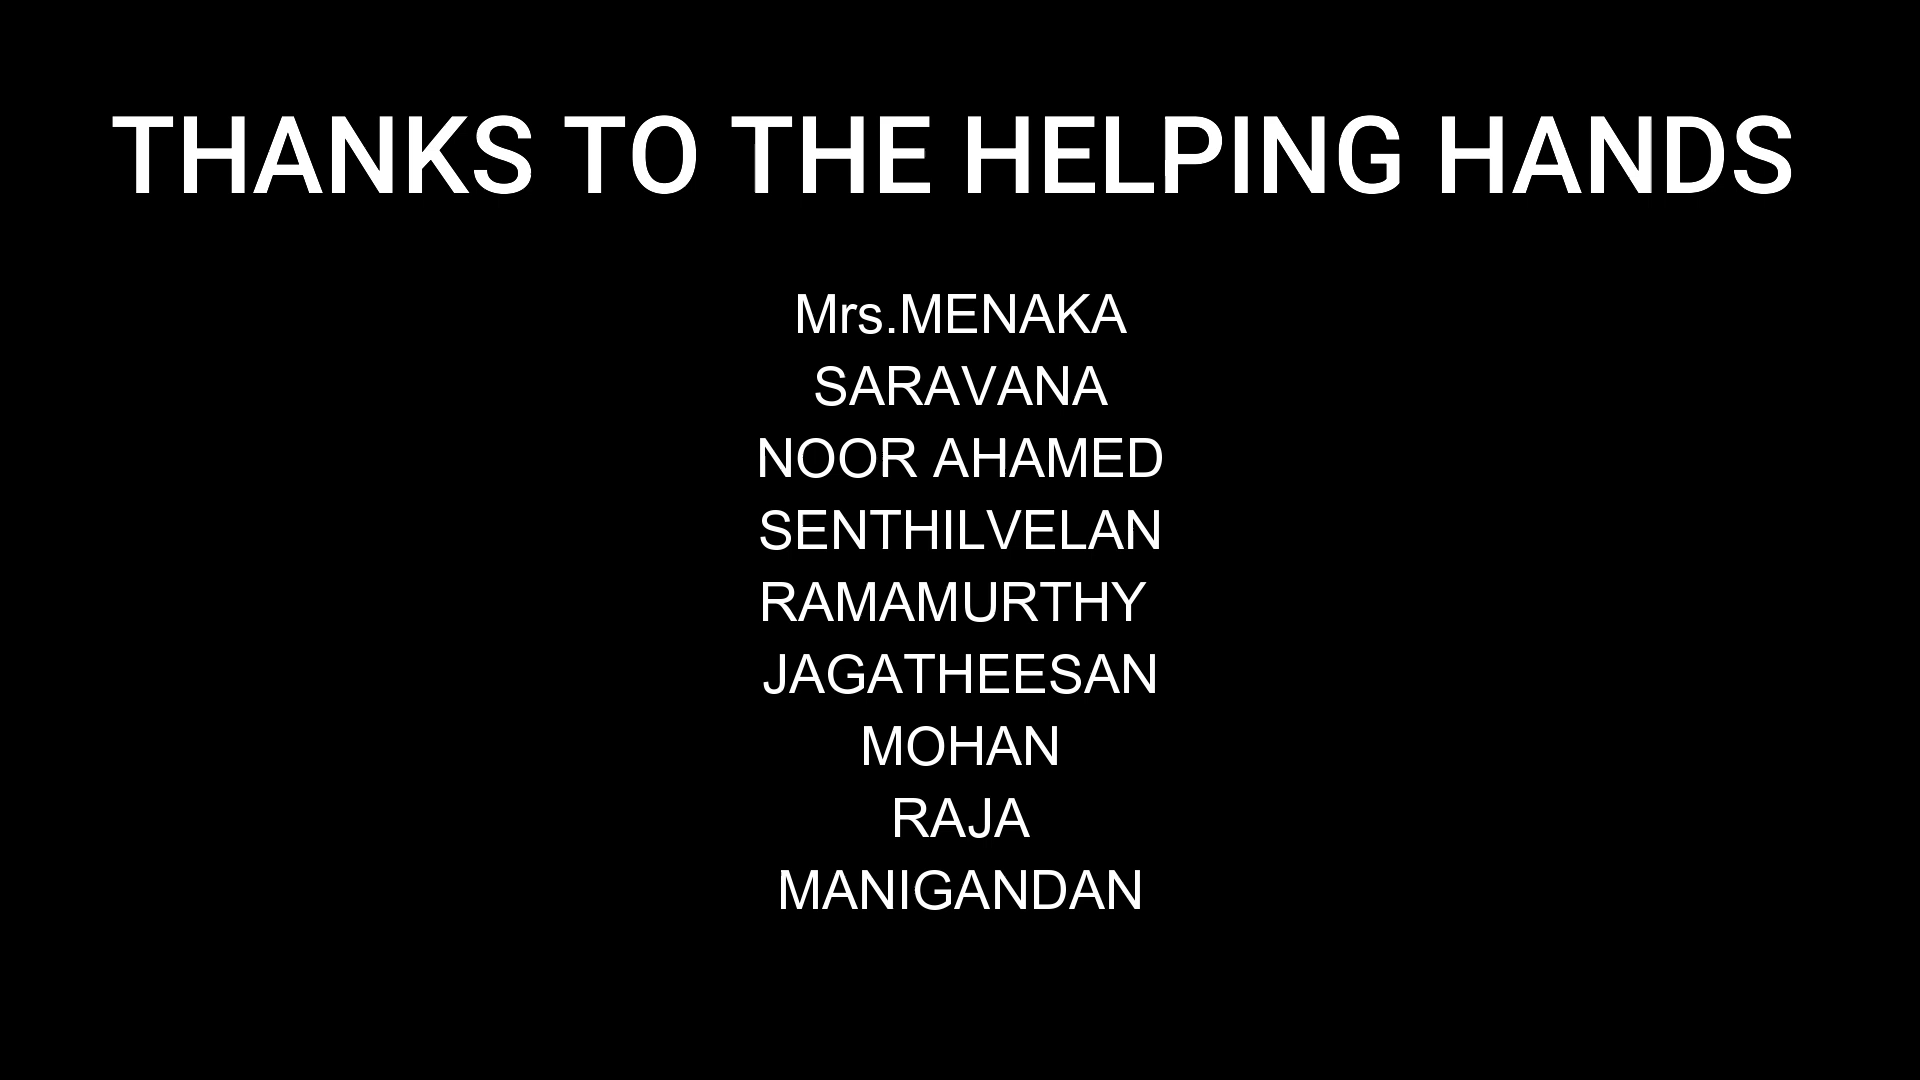 THANKS TO THE HELPING HANDS
Mrs.MENAKA
SARAVANA
NOOR AHAMED
SENTHILVELAN
RAMAMURTHY
JAGATHEESAN
MOHAN
RAJA
MANIGANDAN